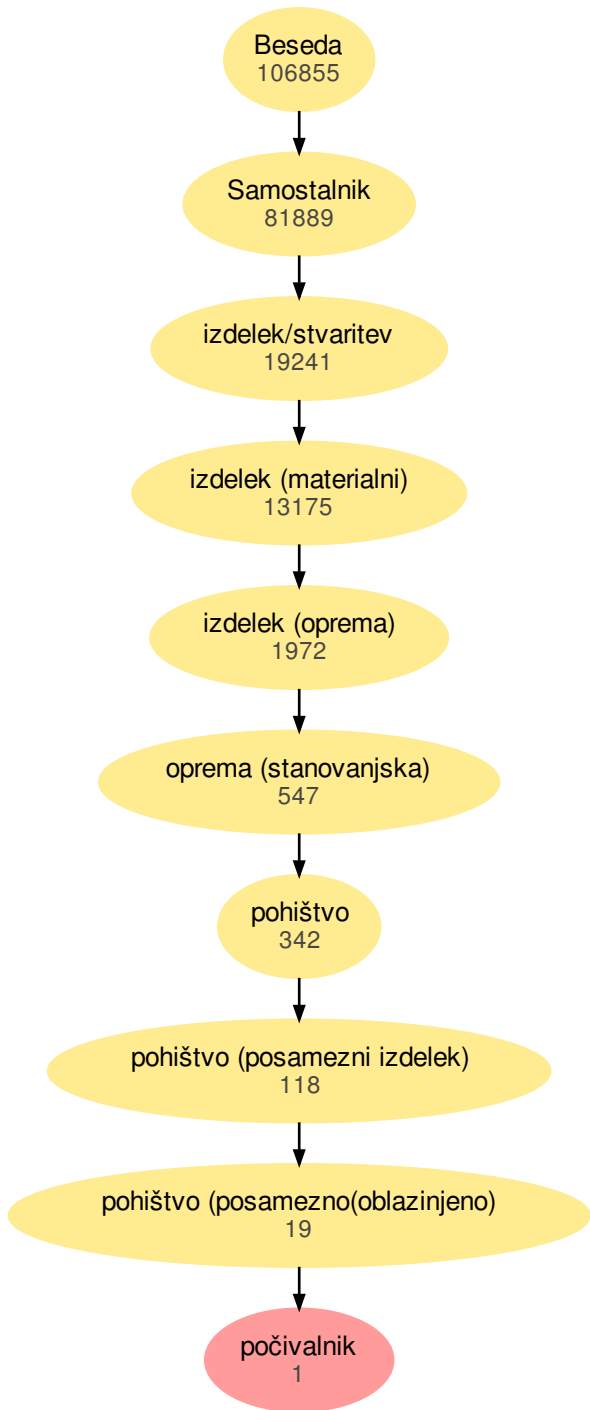 Beseda
106855
Samostalnik
81889
izdelek/stvaritev
19241
izdelek (materialni)
13175
izdelek (oprema)
1972
oprema (stanovanjska)
547
pohištvo
342
pohištvo (posamezni izdelek)
118
pohištvo (posamezno(oblazinjeno)
19
počivalnik
1